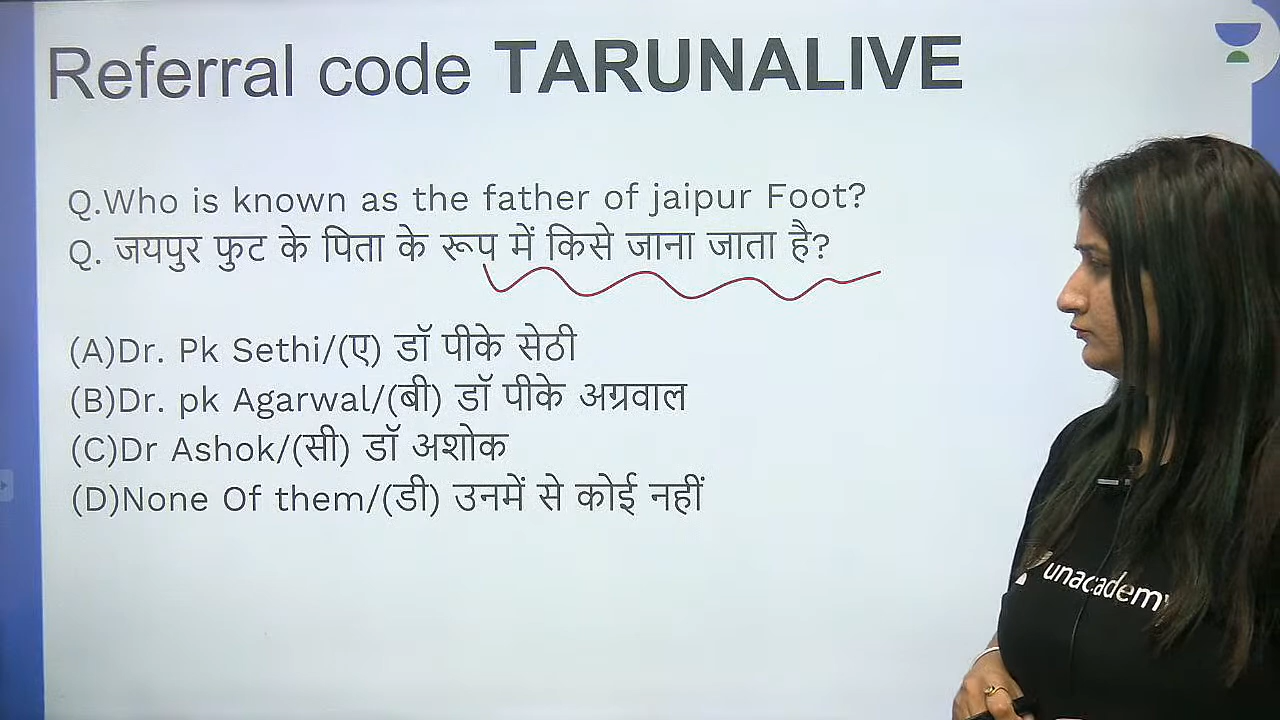 Referral code TARUNALIVE
Q.Who is known as the father of jaipur Foot?
Q. जयपुर फुट के पिता के रूप में किसे जाना जाता है?
(A)Dr. Pk Sethi/(ए) डॉ पीके सेठी
(B)Dr. pk Agarwal/(बी) डॉ पीके अग्रवाल
(C)Dr Ashok/(सी) डॉ अशोक
(D)None Of them/(डी) उनमें से कोई नहीं
unacademy